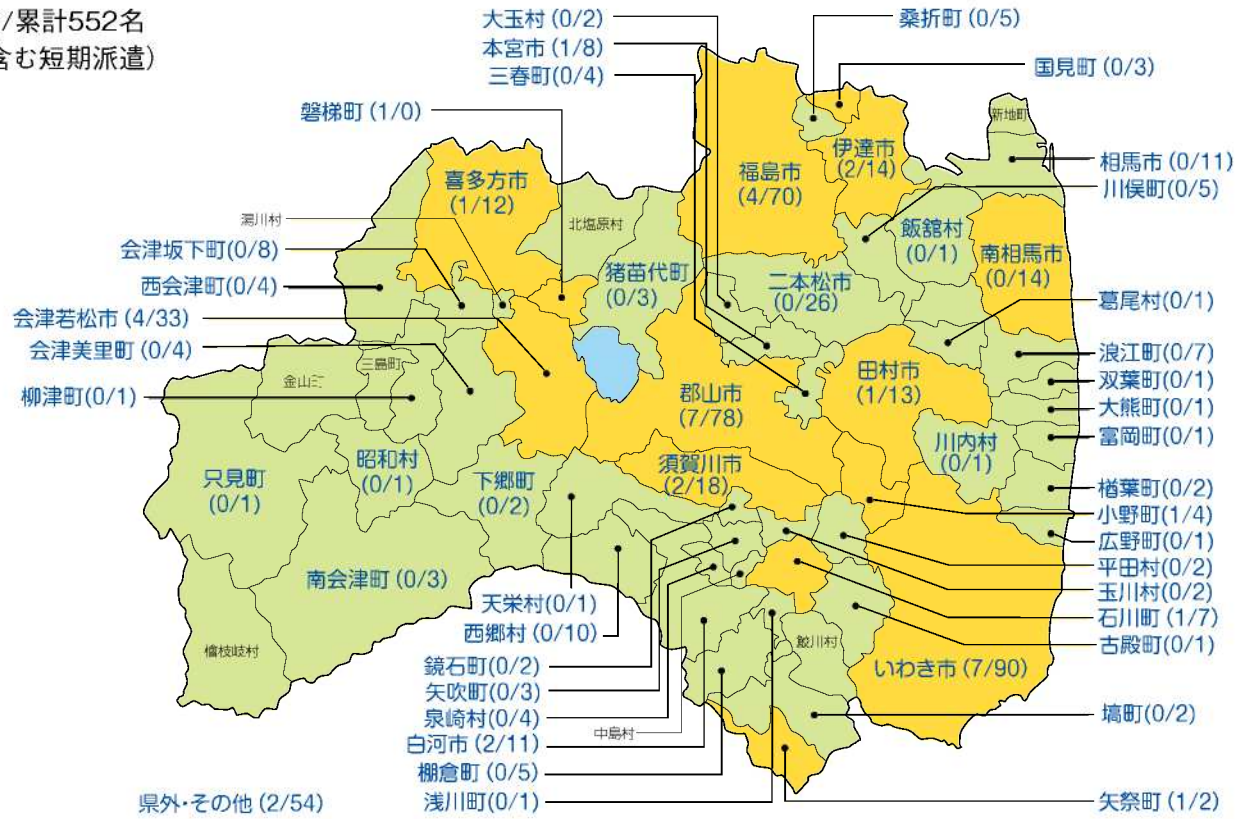 /累計552名
含む短期派遣)
大玉村 (0/2)
本宮市 (1/8)
三春町(0/4)
桑折町 (0/5)
国見町 (0/3)
磐梯町 (1/0)
新地町
喜多方市
(1/12)
福島市
(4/70)
伊達市
(2/14)
相馬市 (0/11)
川俣町(0/5)
湯川村
北塩原村
飯舘村
(0/1)
南相馬市
(0/14)
会津坂下町(0/8)
西会津町(0/4)
猪苗代町
(0/3)
二本松市
(0/26)
葛尾村(0/1)
会津若松市 (4/33)
会津美里町 (0/4)
三島町
金山町
柳津町(0/1)
郡山市
(7/78)
田村市
(1/13)
浪江町(0/7)
双葉町(0/1)
大熊町(0/1)
富岡町(0/1)
川内村
(0/1)
只見町
(0/1)
昭和村
(0/1)
下郷町
(0/2)
須賀川市
(2/18)
楢葉町(0/2)
小野町(1/4)
広野町(0/1)
平田村(0/2)
玉川村(0/2)
石川町 (1/7)
古殿町(0/1)
南会津町 (0/3)
天栄村(0/1)
西郷村 (0/10)
檜枝岐村
鮫川村
いわき市 (7/90)
鏡石町(0/2)
矢吹町(0/3)
泉崎村(0/4)
中島村
白河市 (2/11)
塙町(0/2)
棚倉町 (0/5)
県外・その他 (2/54)
浅川町(0/1)
矢祭町 (1/2)